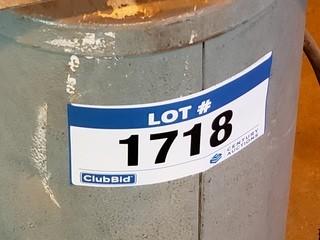 LOT #
1718
ClubBid
CENTURY
AUCTIONS